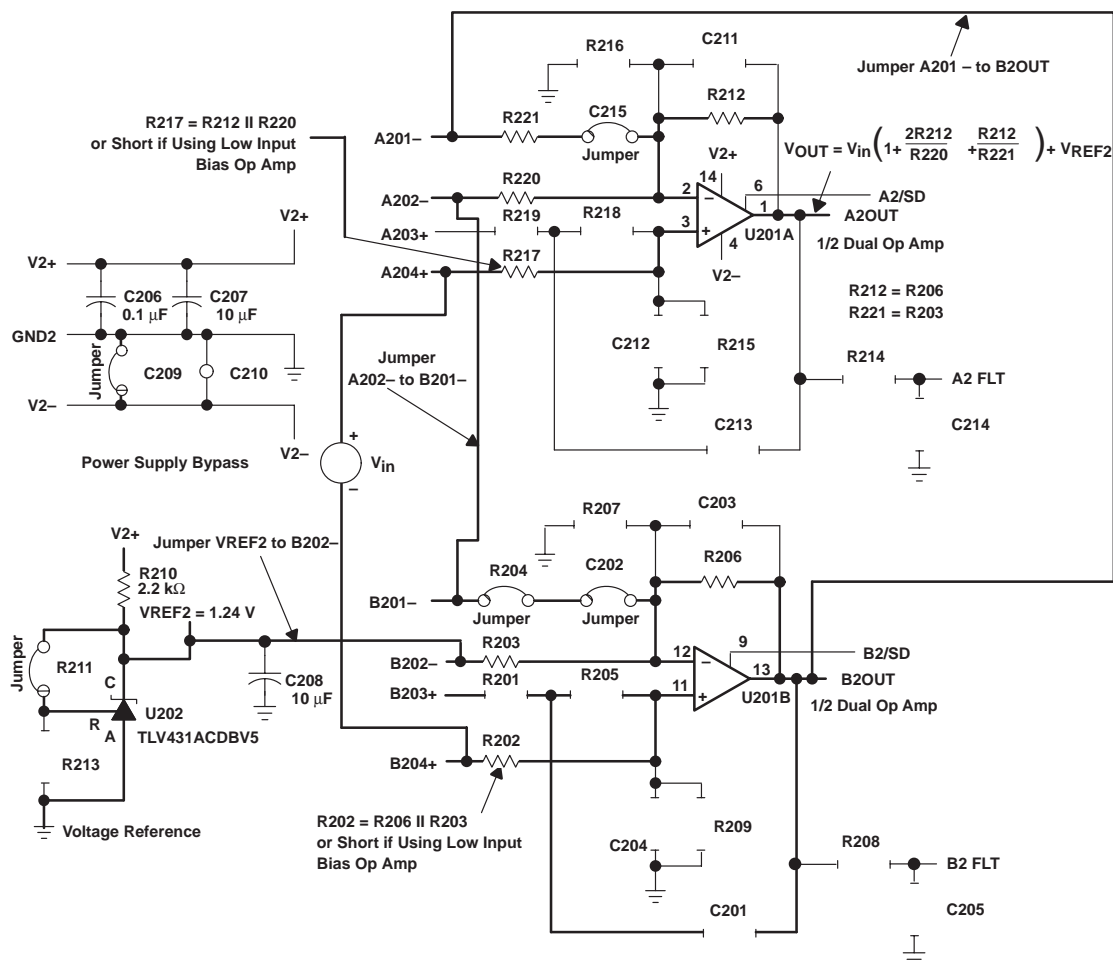 Jumper A201 – to B2OUT
R216
C211
R217 = R212 II R220
or Short if Using Low Input
Bias Op Amp
A201–
R221
C215
Jumper
R212
V2+
14
VOUT = Vin(1+ 2R212/R220 + R212/R221) + VREF2
A202–
R220
2
–
6
A2/SD
1
A2OUT
A203+
R219
R218
3
+
4
U201A
1/2 Dual Op Amp
A204+
R217
V2–
V2+
V2+
C206
0.1 μF
C207
10 μF
GND2
Jumper
C209
C210
V2–
V2–
Power Supply Bypass
R212 = R206
R221 = R203
C212
R215
Jumper
A202– to B201–
R214
A2 FLT
C213
C214
+
Vin
–
R207
C203
V2+
Jumper VREF2 to B202–
R210
2.2 kΩ
VREF2 = 1.24 V
B201–
R204
Jumper
C202
Jumper
R206
Jumper
R211
C
R
A
U202
TLV431ACDBV5
R213
Voltage Reference
C208
10 μF
B202–
R203
12
–
9
B2/SD
13
B2OUT
B203+
R201
R205
11
+
U201B
1/2 Dual Op Amp
B204+
R202
R202 = R206 II R203
or Short if Using Low Input
Bias Op Amp
C204
R209
R208
B2 FLT
C201
C205